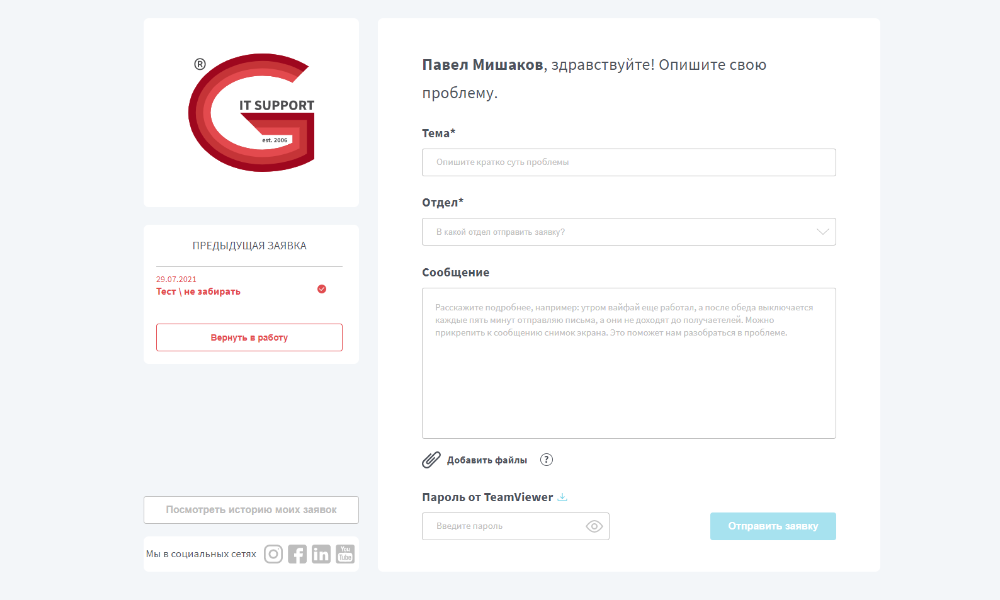 ®
IT SUPPORT
est. 2006
ПРЕДЫДУЩАЯ ЗАЯВКА
29.07.2021
Тест \ не забирать
Вернуть в работу
Посмотреть историю моих заявок
Мы в социальных сетях
in
You
Tube
Павел Мишаков, здравствуйте! Опишите свою
проблему.
Тема*
Опишите кратко суть проблемы
Отдел*
В какой отдел отправить заявку?
Сообщение
Расскажите подробнее, например: утром вайфай еще работал, а после обеда выключается
каждые пять минут отправляю письма, а они не доходят до получаетелей. Можно
прикрепить к сообщению снимок экрана. Это поможет нам разобраться в проблеме.
Добавить файлы ?
Пароль от TeamViewer
Введите пароль
Отправить заявку